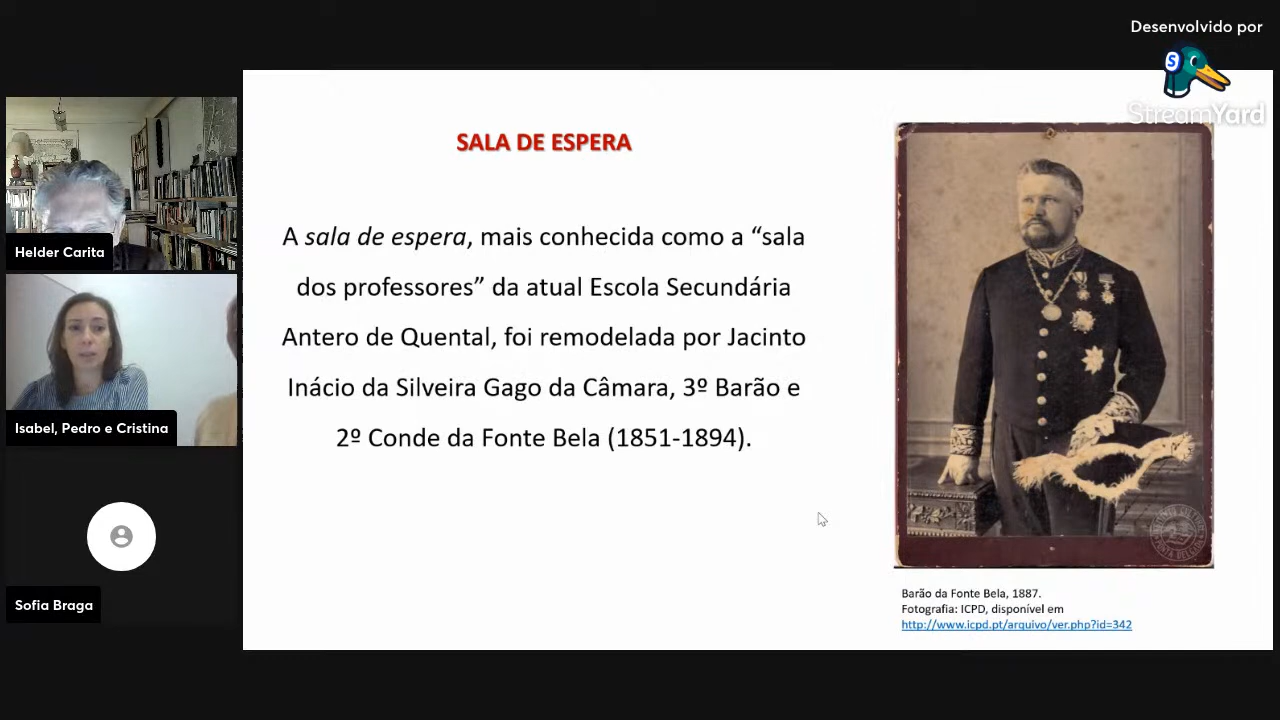 Desenvolvido por
StreamYard
SALA DE ESPERA
A sala de espera, mais conhecida como a “sala
dos professores” da atual Escola Secundária
Antero de Quental, foi remodelada por Jacinto
Inácio da Silveira Gago da Câmara, 3º Barão e
2º Conde da Fonte Bela (1851-1894).
Barão da Fonte Bela, 1887.
Fotografia: ICPD, disponível em
http://www.icpd.pt/arquivo/ver.php?id=342
Helder Carita
Isabel, Pedro e Cristina
Sofia Braga